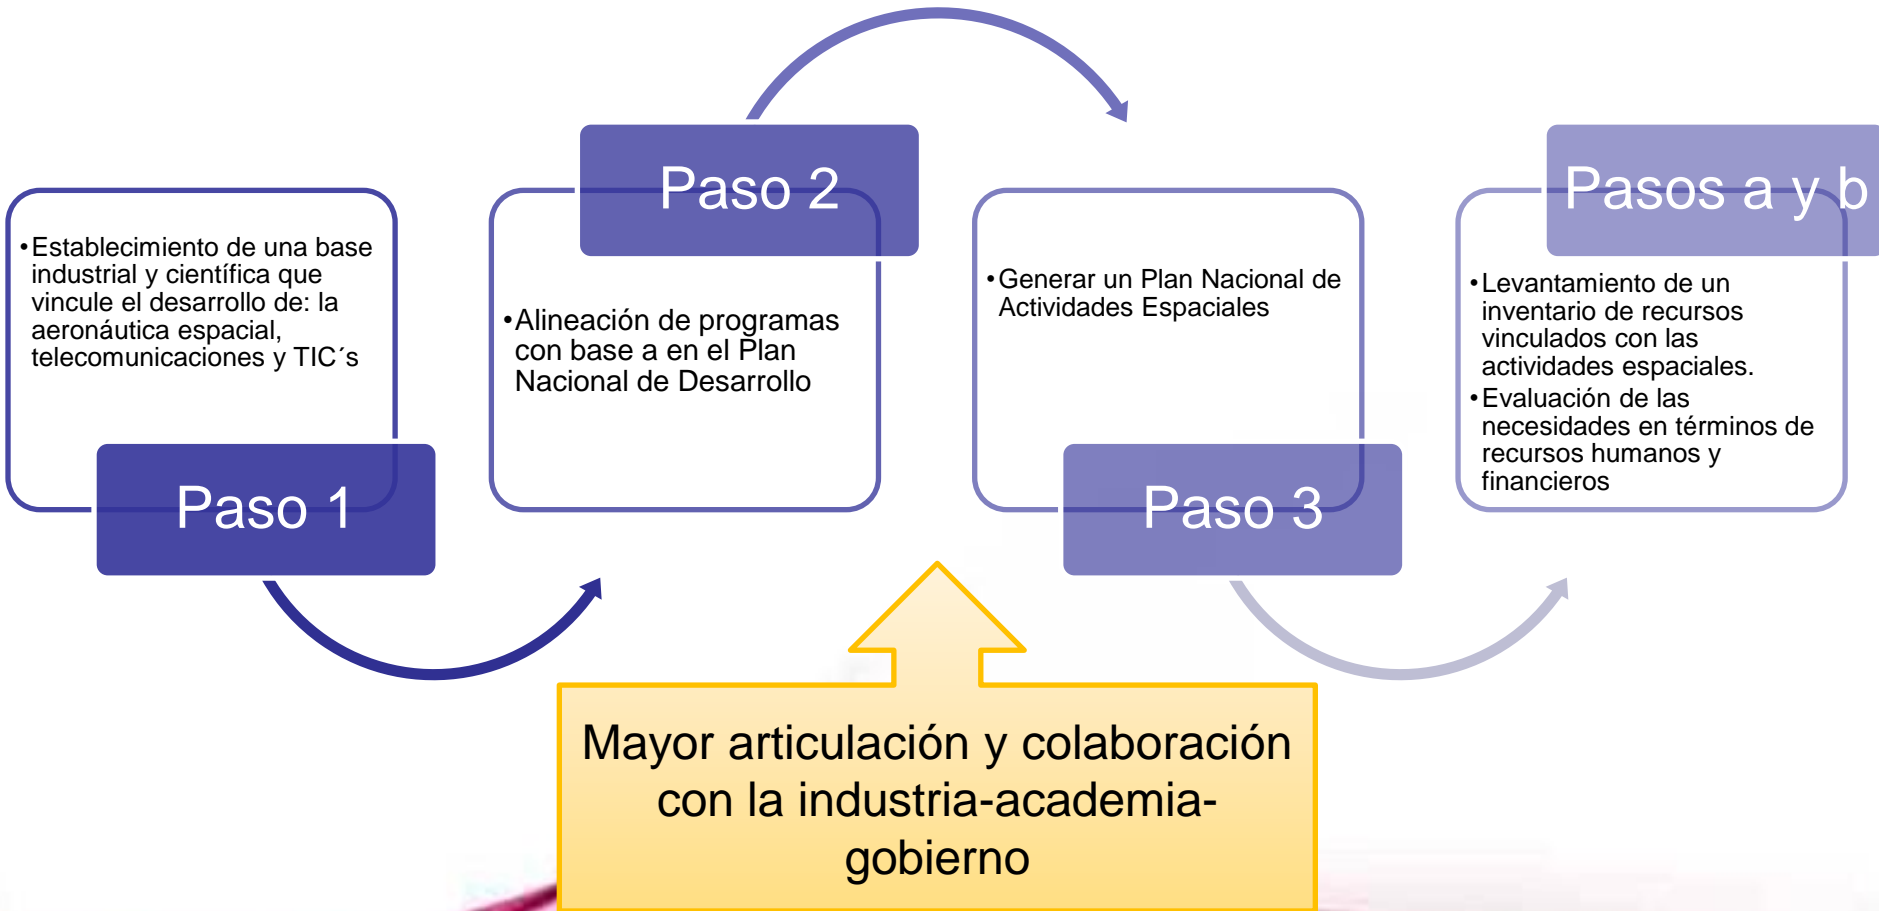 •Establecimiento de una base
industrial y científica que
vincule el desarrollo de: la
aeronáutica espacial,
telecomunicaciones y TIC´s
Paso 1
Paso 2
•Alineación de programas
con base a en el Plan
Nacional de Desarrollo
•Generar un Plan Nacional de
Actividades Espaciales
Paso 3
Pasos a y b
•Levantamiento de un
inventario de recursos
vinculados con las
actividades espaciales.
•Evaluación de las
necesidades en términos de
recursos humanos y
financieros
Mayor articulación y colaboración
con la industria-academia-
gobierno